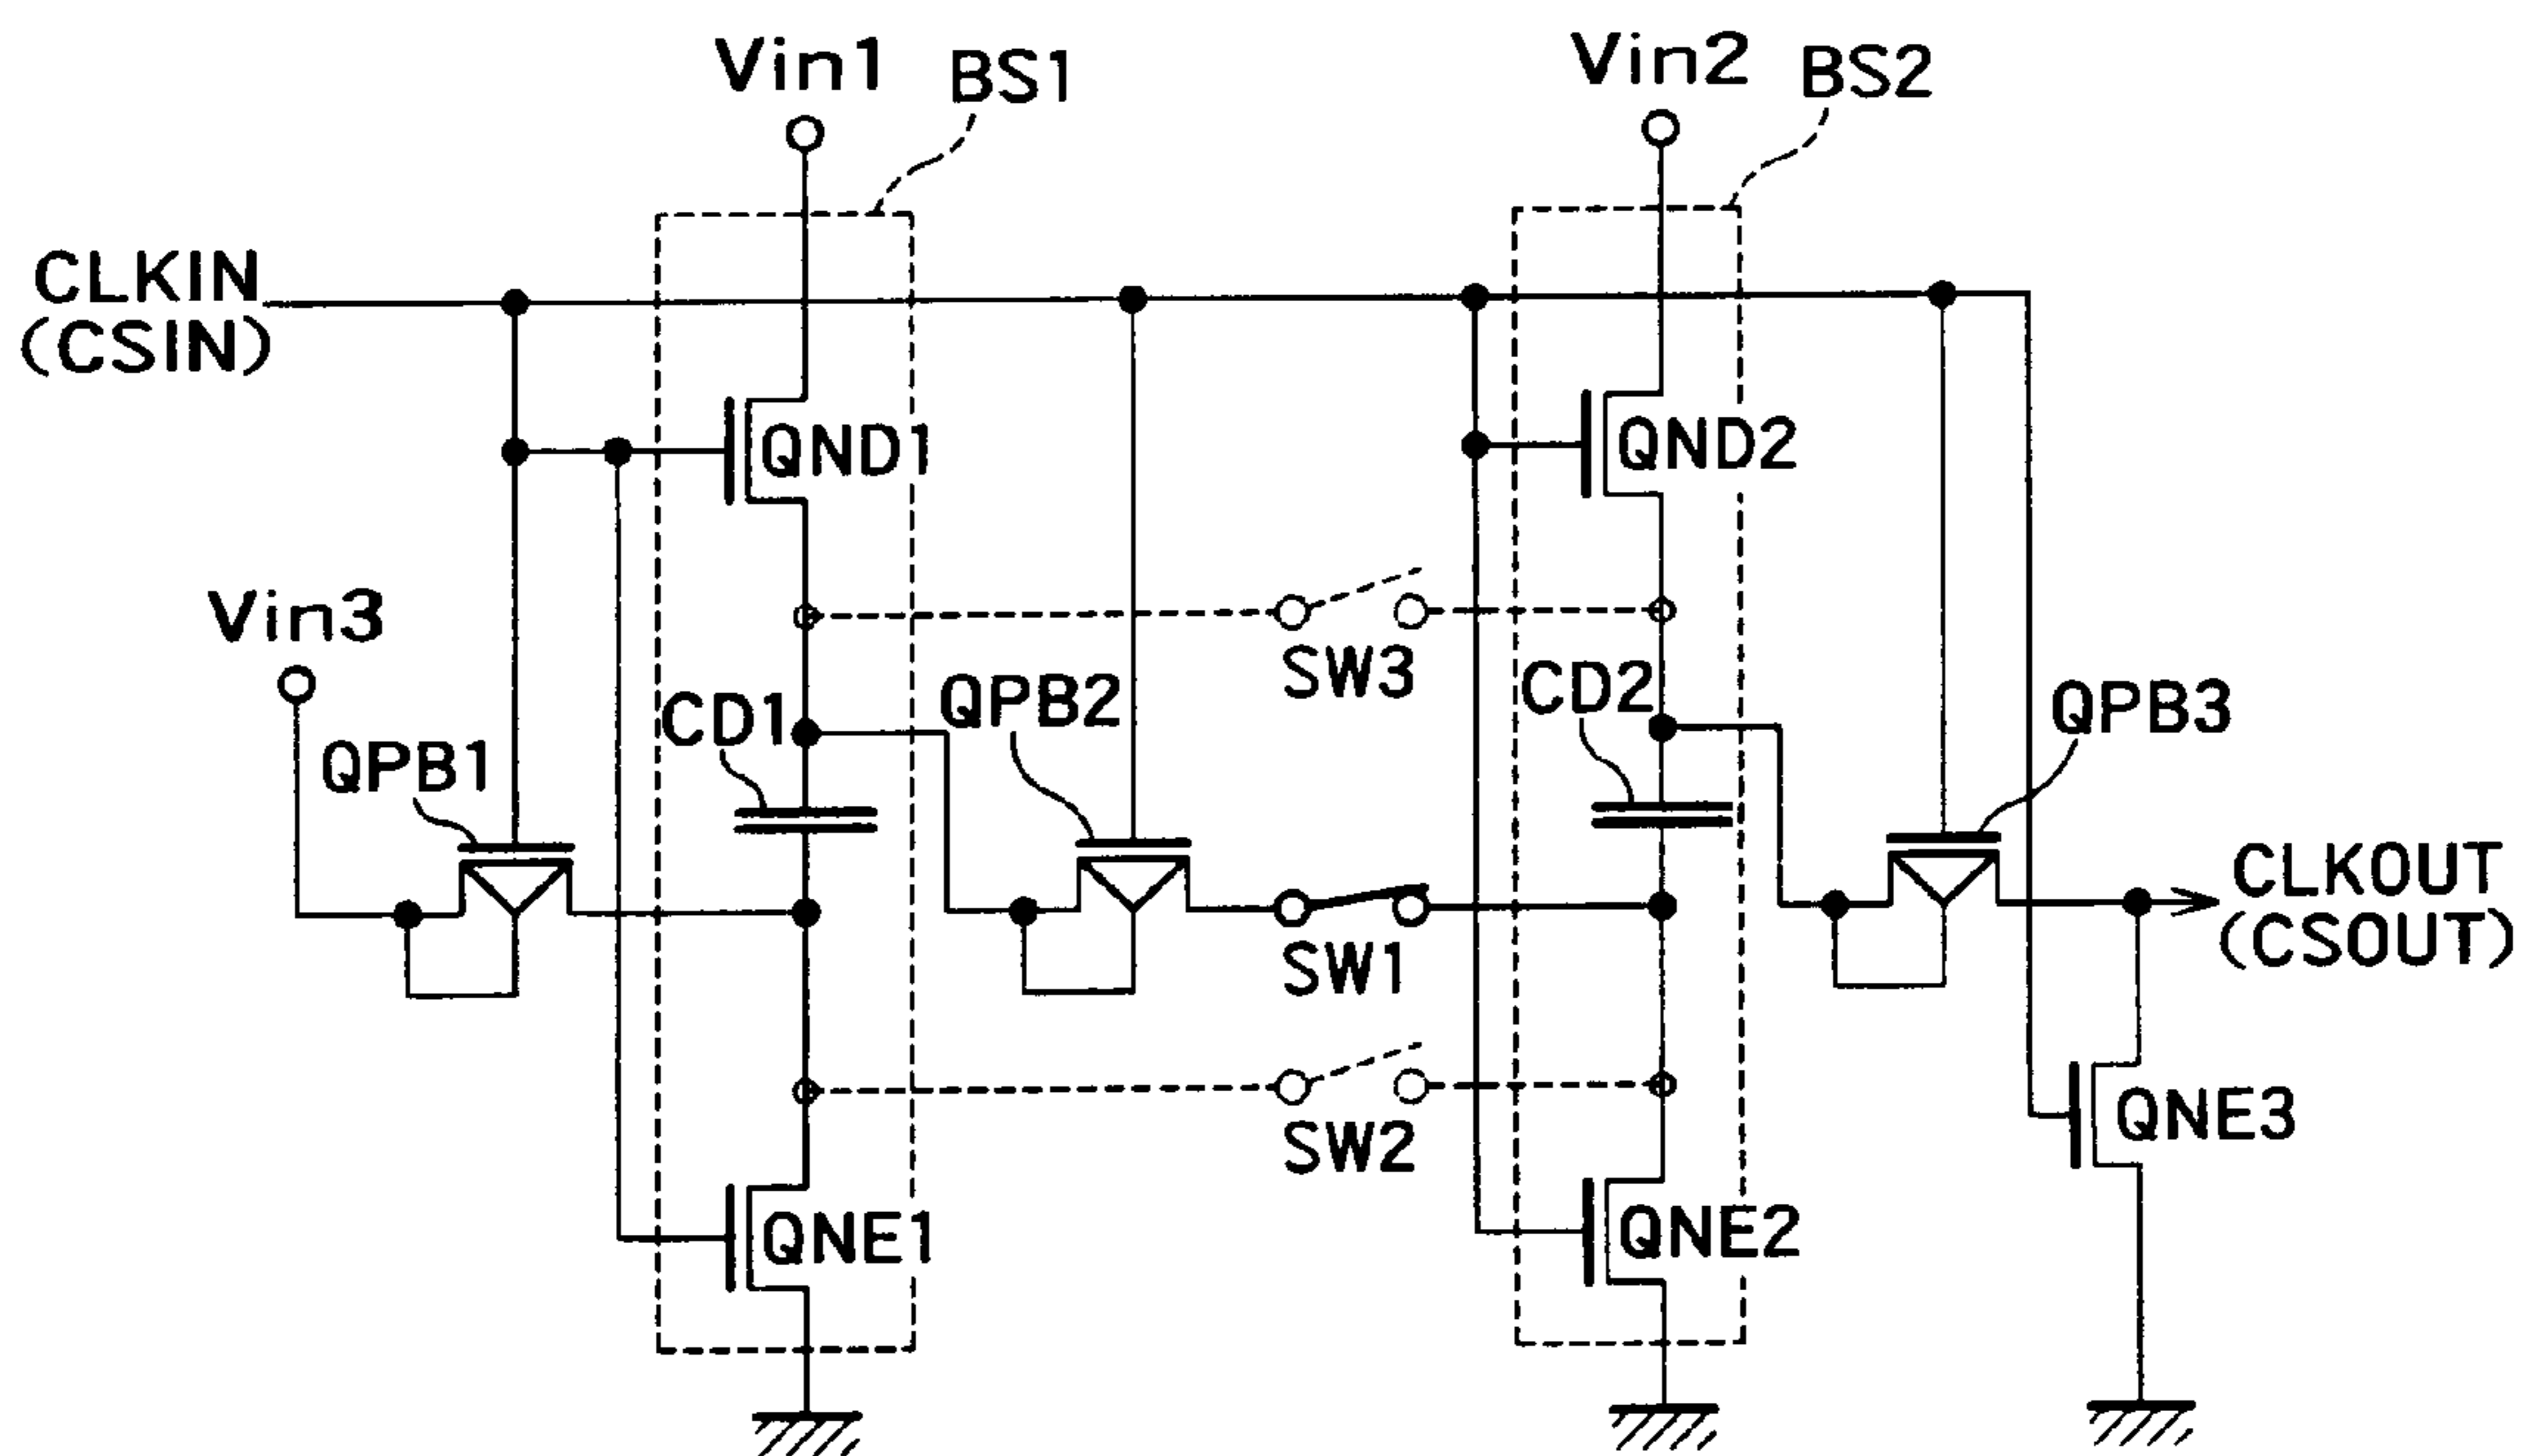 Vin1
BS1
Vin2
BS2
CLKIN
(CSIN)
QND1
QND2
Vin3
SW3
CD1
QPB2
CD2
QPB3
QPB1
CLKOUT
(CSOUT)
SW1
SW2
QNE3
QNE1
QNE2